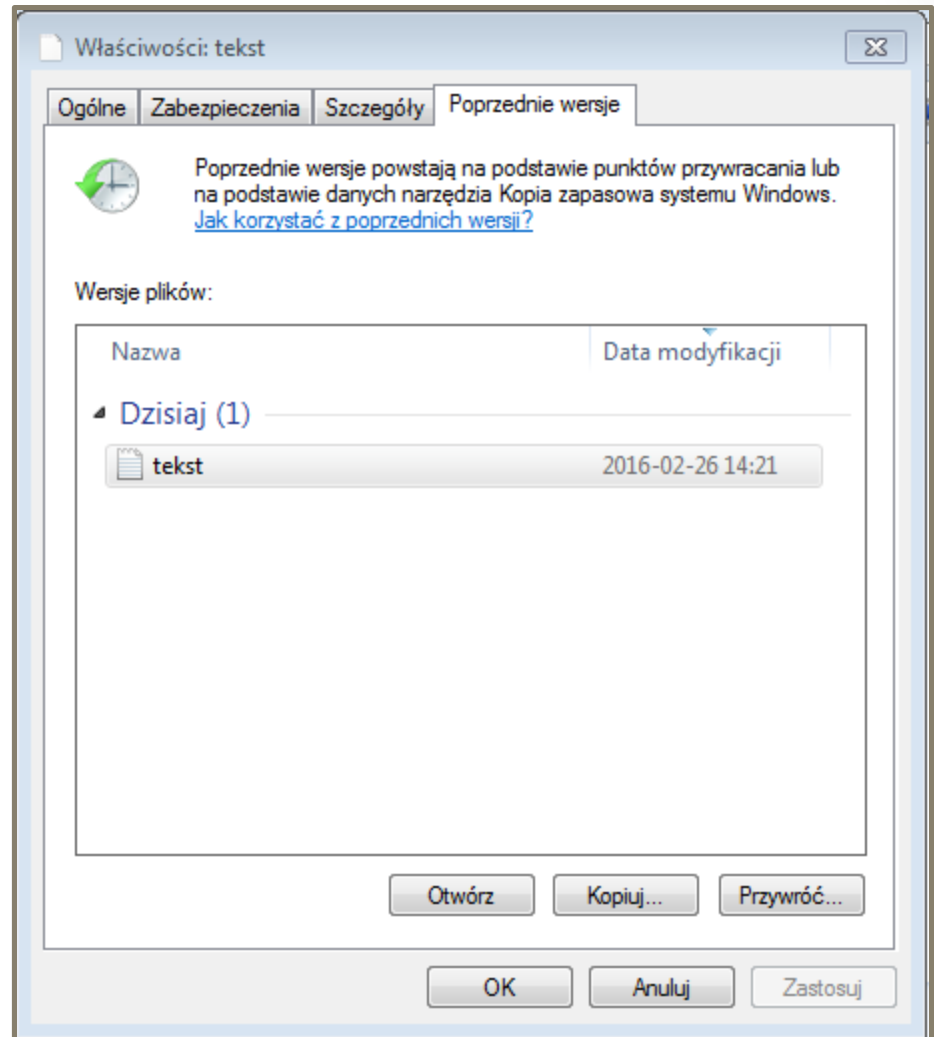 Właściwości: tekst
Ogólne Zabezpieczenia Szczegóły Poprzednie wersje
Poprzednie wersje powstają na podstawie punktów przywracania lub
na podstawie danych narzędzia Kopia zapasowa systemu Windows.
Jak korzystać z poprzednich wersji?
Wersje plików:
Nazwa Data modyfikacji
Dzisiaj (1)
tekst 2016-02-26 14:21
Otwórz Kopiuj... Przywróć...
OK Anuluj Zastosuj